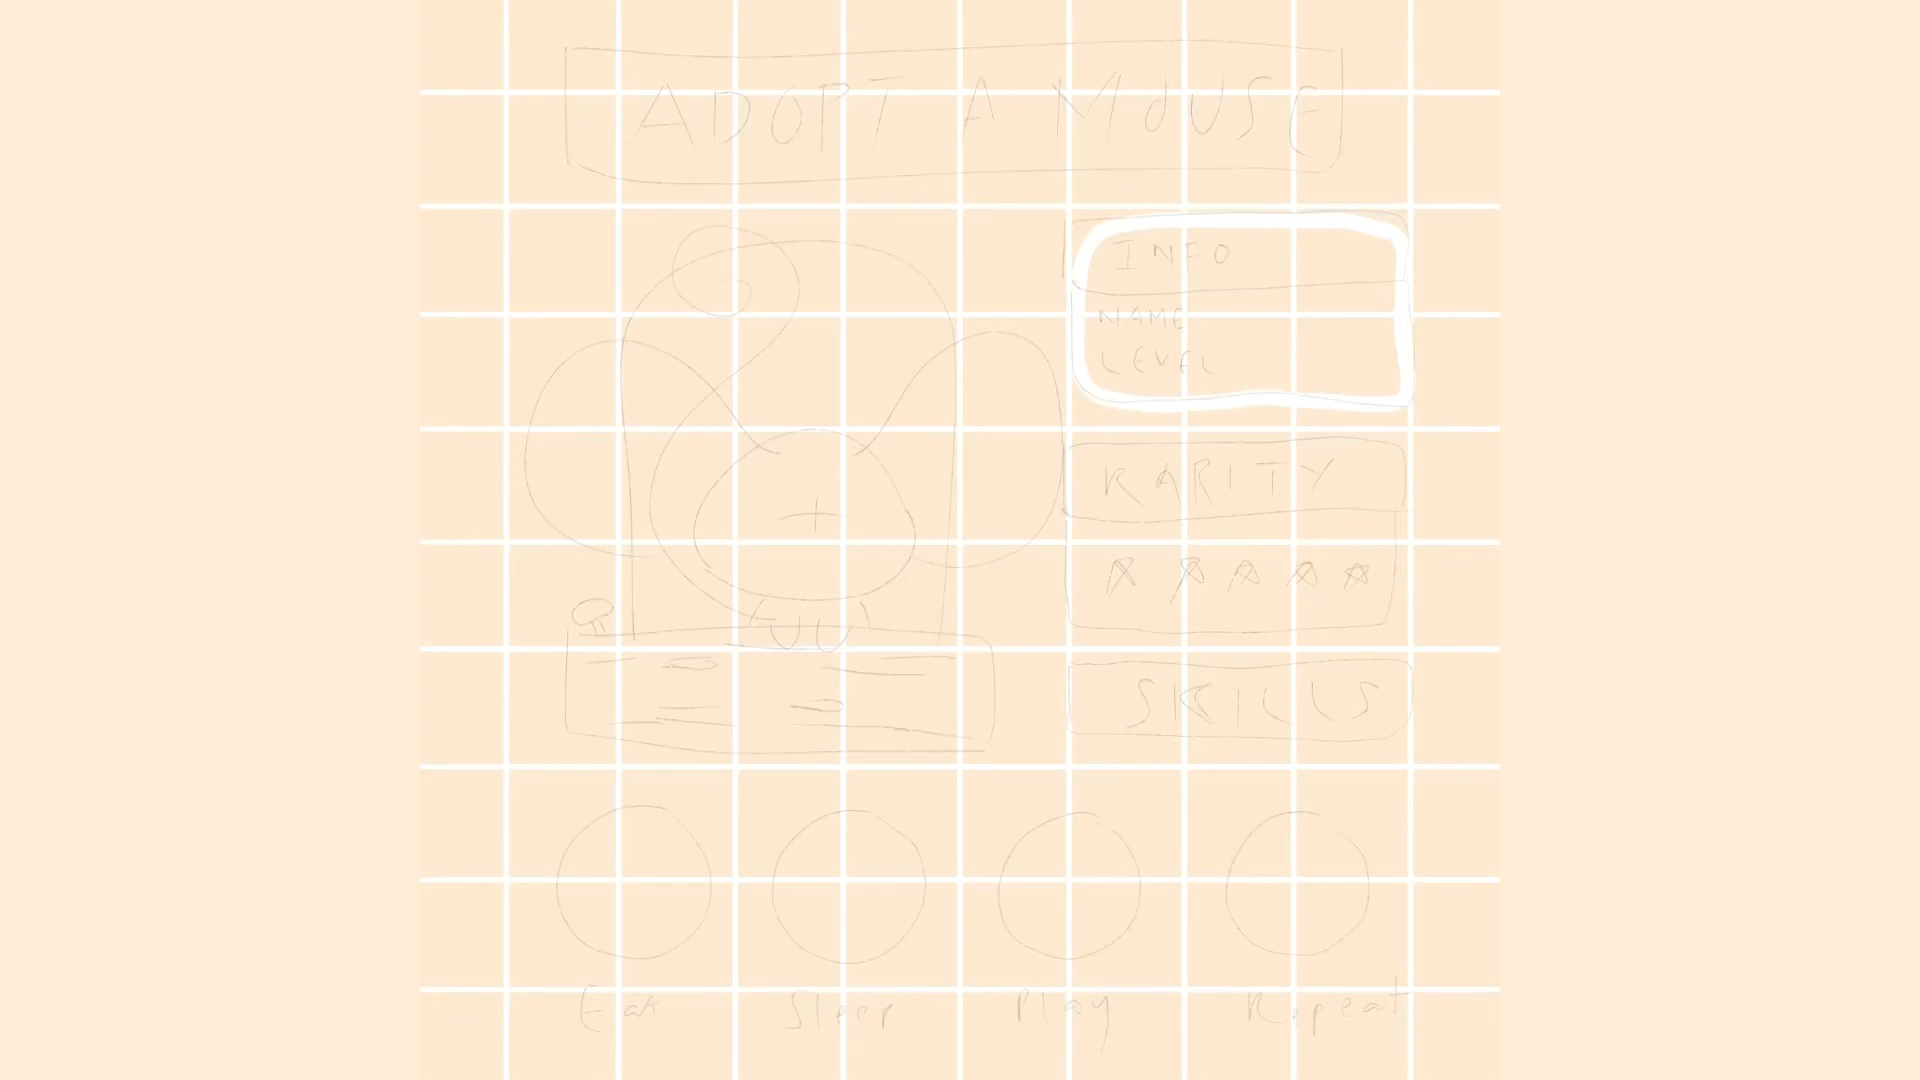 ADOPT A MOUSE
INFO
NAME
LEVEL
RARITY
SKILLS
Eat Sleep Play Repeat